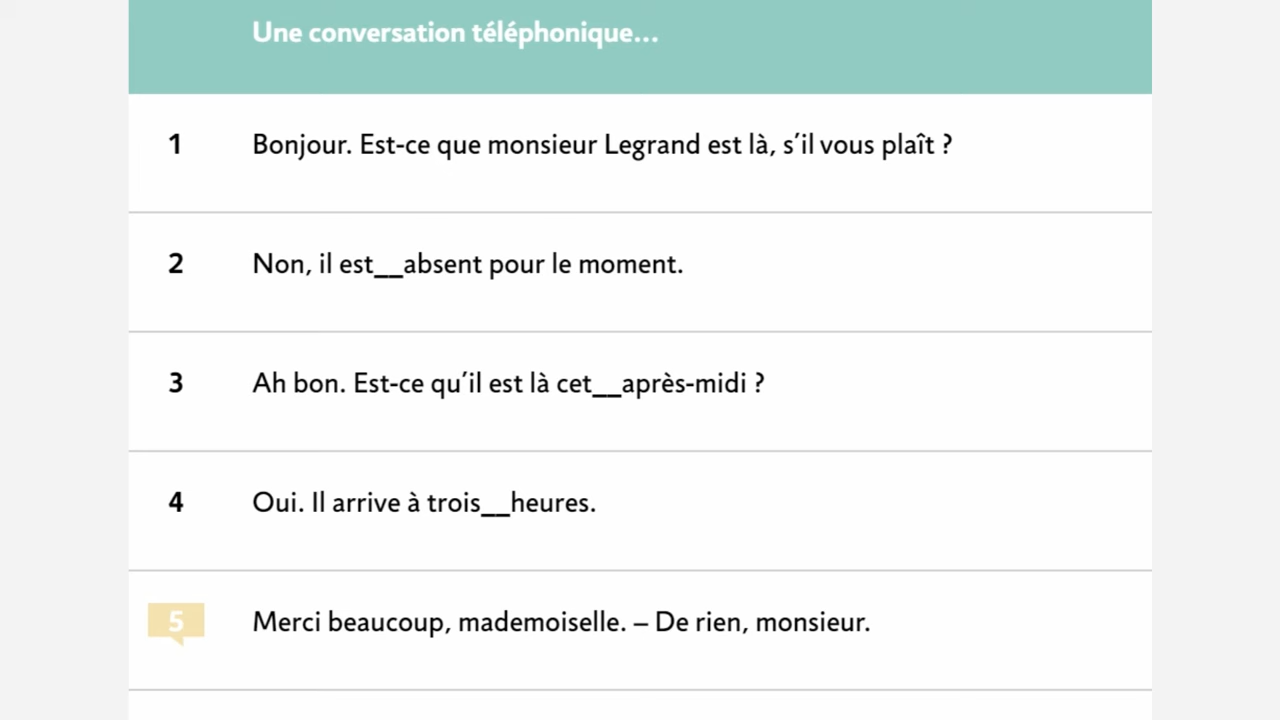 Une conversation téléphonique…
1 Bonjour. Est-ce que monsieur Legrand est là, s’il vous plaît ?
2 Non, il est__absent pour le moment.
3 Ah bon. Est-ce qu’il est là cet__après-midi ?
4 Oui. Il arrive à trois__heures.
5 Merci beaucoup, mademoiselle. – De rien, monsieur.